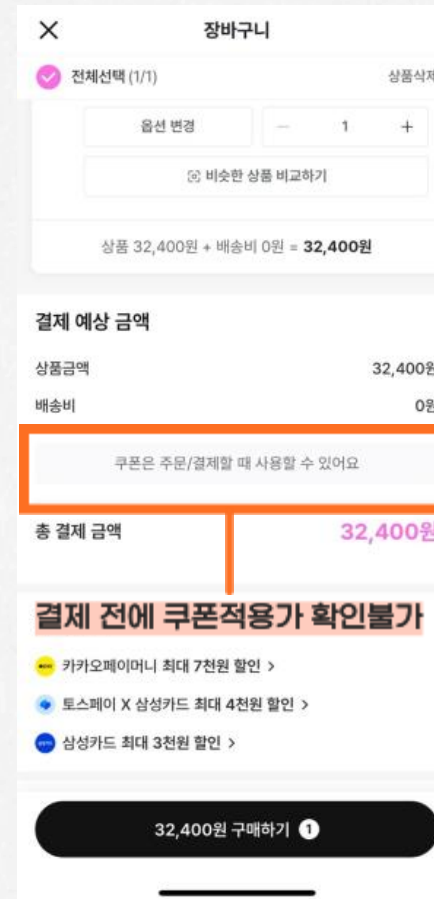 장바구니
전체선택 (1/1) 상품삭제
옵션 변경 — 1 +
비슷한 상품 비교하기
상품 32,400원 + 배송비 0원 = 32,400원
결제 예상 금액
상품금액 32,400원
배송비 0원
쿠폰은 주문/결제할 때 사용할 수 있어요
총 결제 금액 32,400원
결제 전에 쿠폰적용가 확인불가
카카오페이머니 최대 7천원 할인 >
토스페이 X 삼성카드 최대 4천원 할인 >
삼성카드 최대 3천원 할인 >
32,400원 구매하기 1